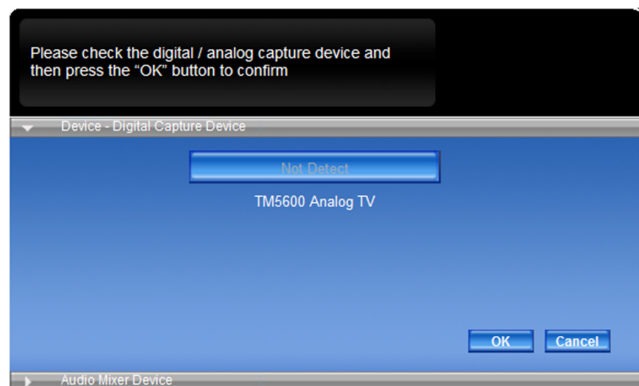 Please check the digital / analog capture device and
then press the “OK” button to confirm
Device - Digital Capture Device
Not Detect
TM5600 Analog TV
OK
Cancel
Audio Mixer Device